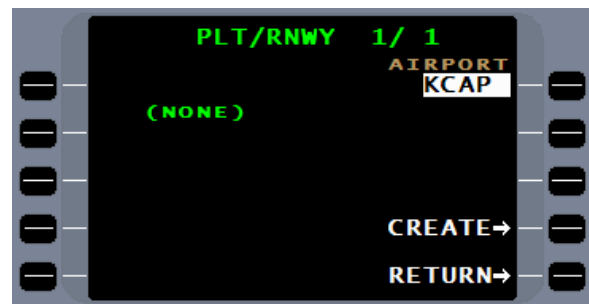 PLT/RNWY 1/ 1
AIRPORT
KCAP
(NONE)
CREATE→
RETURN→